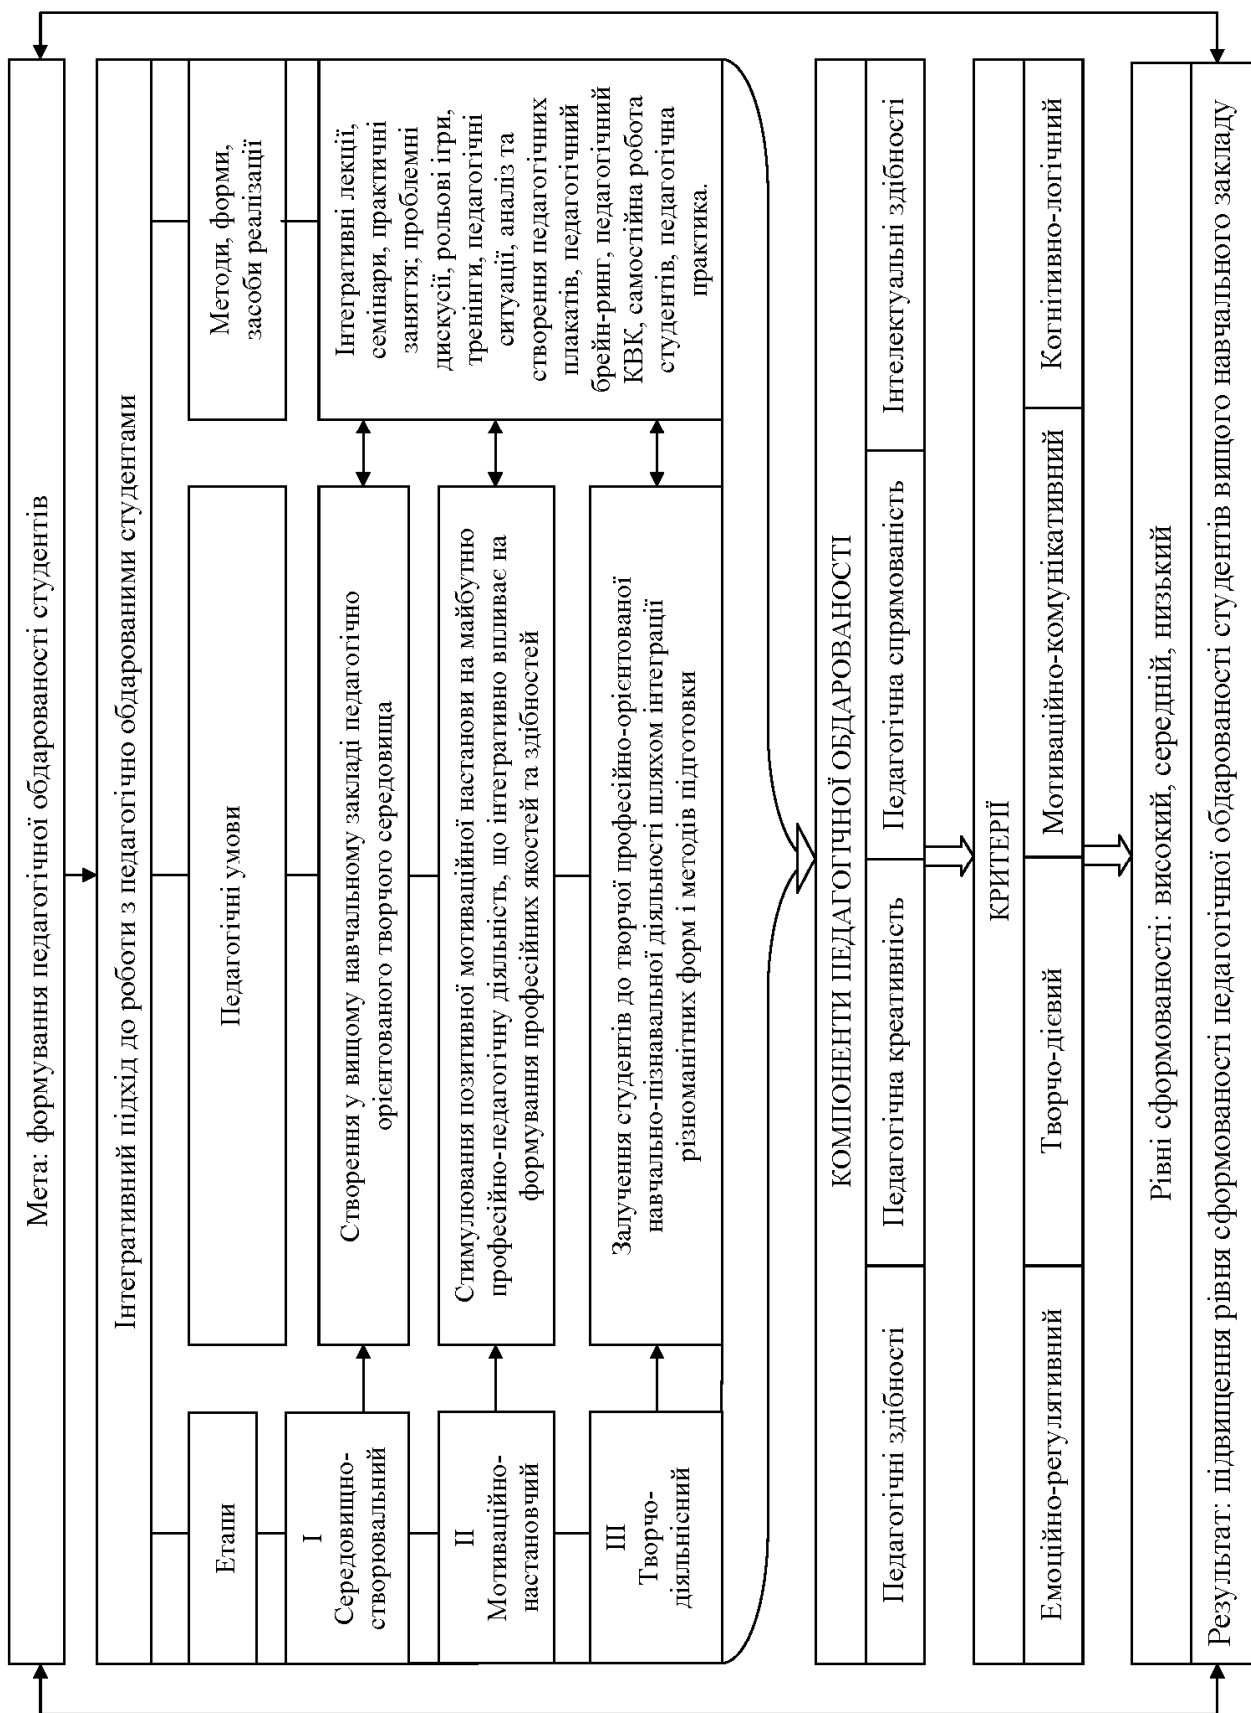 Мета: формування педагогічної обдарованості студентів
Інтегративний підхід до роботи з педагогічно обдарованими студентами
Етапи
Педагогічні умови
Методи, форми,
засоби реалізації
І
Середовищно-
створювальний
Створення у вищому навчальному закладі педагогічно
орієнтованого творчого середовища
ІІ
Мотиваційно-
настановчий
Стимулювання позитивної мотиваційної настанови на майбутню
професійно-педагогічну діяльність, що інтегративно впливає на
формування професійних якостей та здібностей
ІІІ
Творчо-
діяльнісний
Залучення студентів до творчої професійно-орієнтованої
навчально-пізнавальної діяльності шляхом інтеграції
різноманітних форм і методів підготовки
Інтегративні лекції,
семінари, практичні
заняття; проблемні
дискусії, рольові ігри,
тренінги, педагогічні
ситуації, аналіз та
створення педагогічних
плакатів, педагогічний
брейн-ринг, педагогічний
КВК, самостійна робота
студентів, педагогічна
практика.
КОМПОНЕНТИ ПЕДАГОГІЧНОЇ ОБДАРОВАНОСТІ
Педагогічні здібності
Педагогічна креативність
Педагогічна спрямованість
Інтелектуальні здібності
КРИТЕРІЇ
Емоційно-регулятивний
Творчо-дієвий
Мотиваційно-комунікативний
Когнітивно-логічний
Рівні сформованості: високий, середній, низький
Результат: підвищення рівня сформованості педагогічної обдарованості студентів вищого навчального закладу